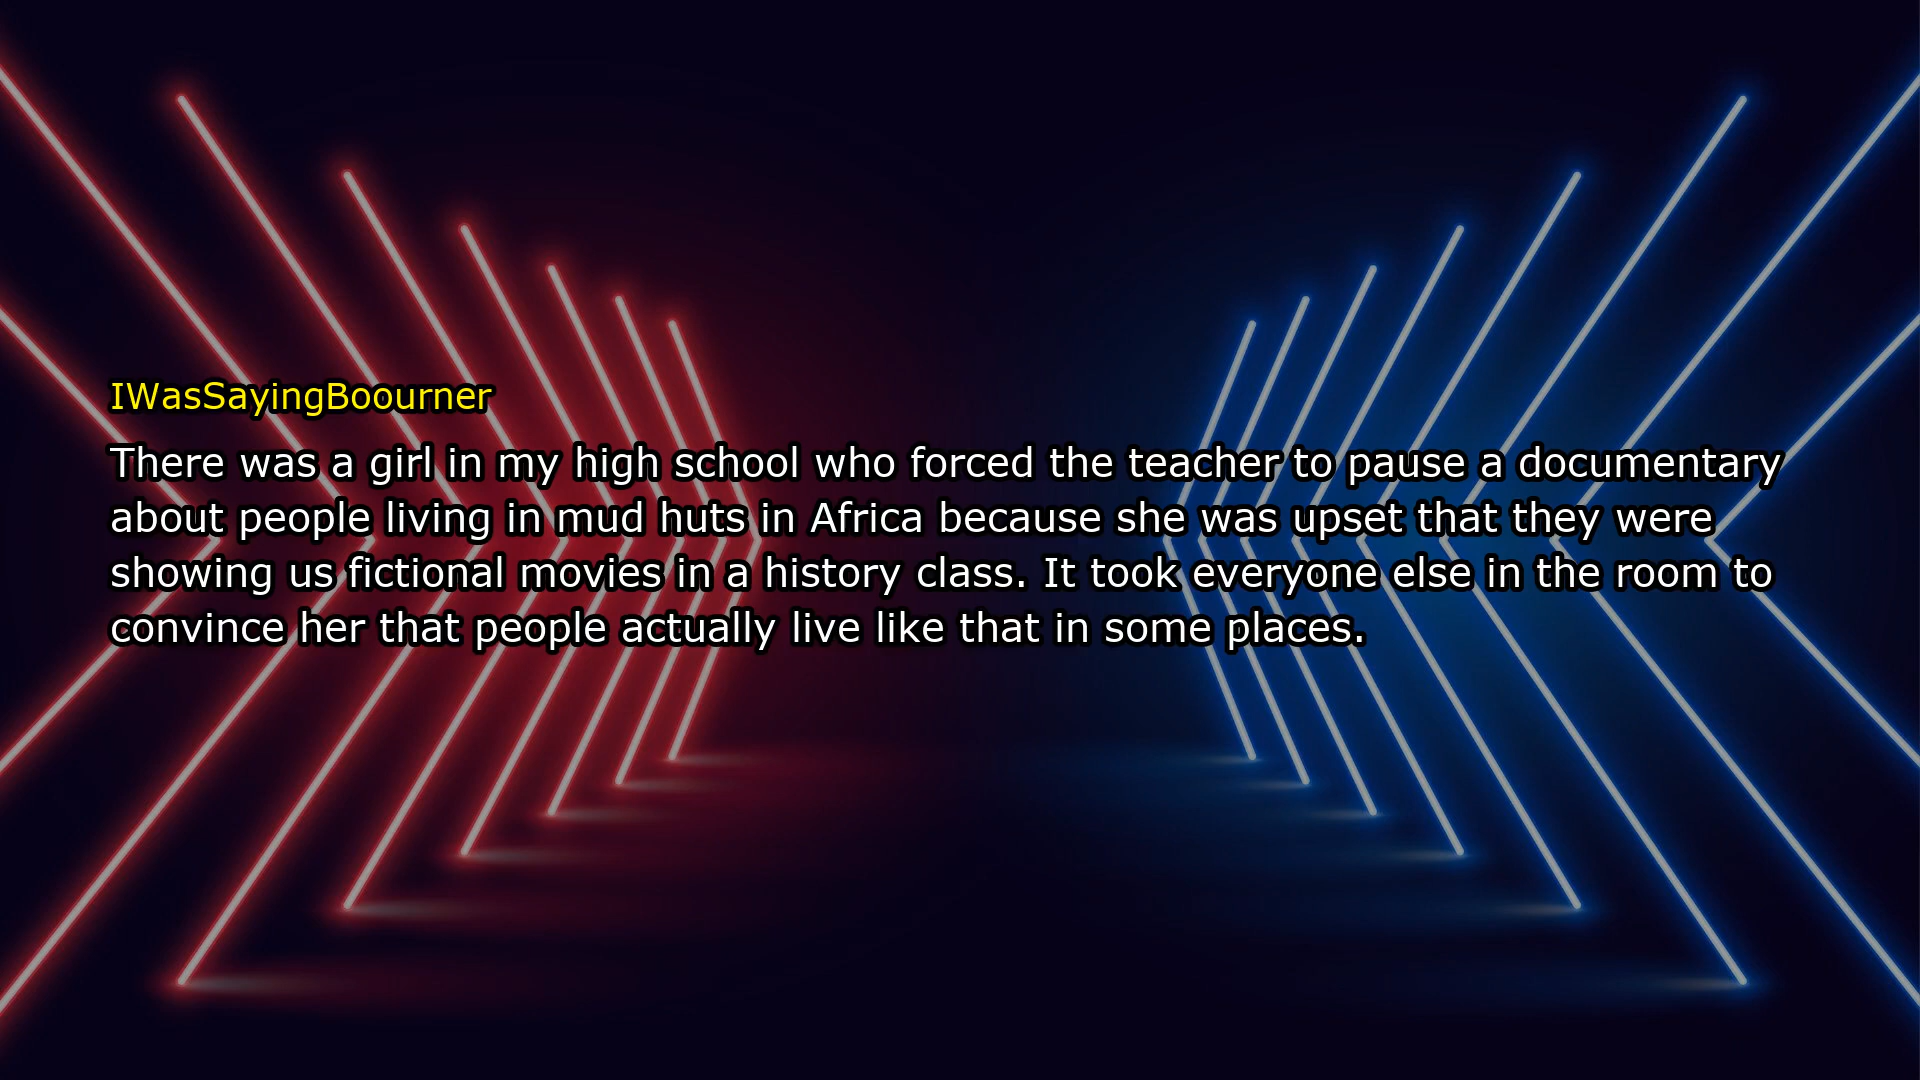 IWasSayingBoourner
There was a girl in my high school who forced the teacher to pause a documentary
about people living in mud huts in Africa because she was upset that they were
showing us fictional movies in a history class. It took everyone else in the room to
convince her that people actually live like that in some places.